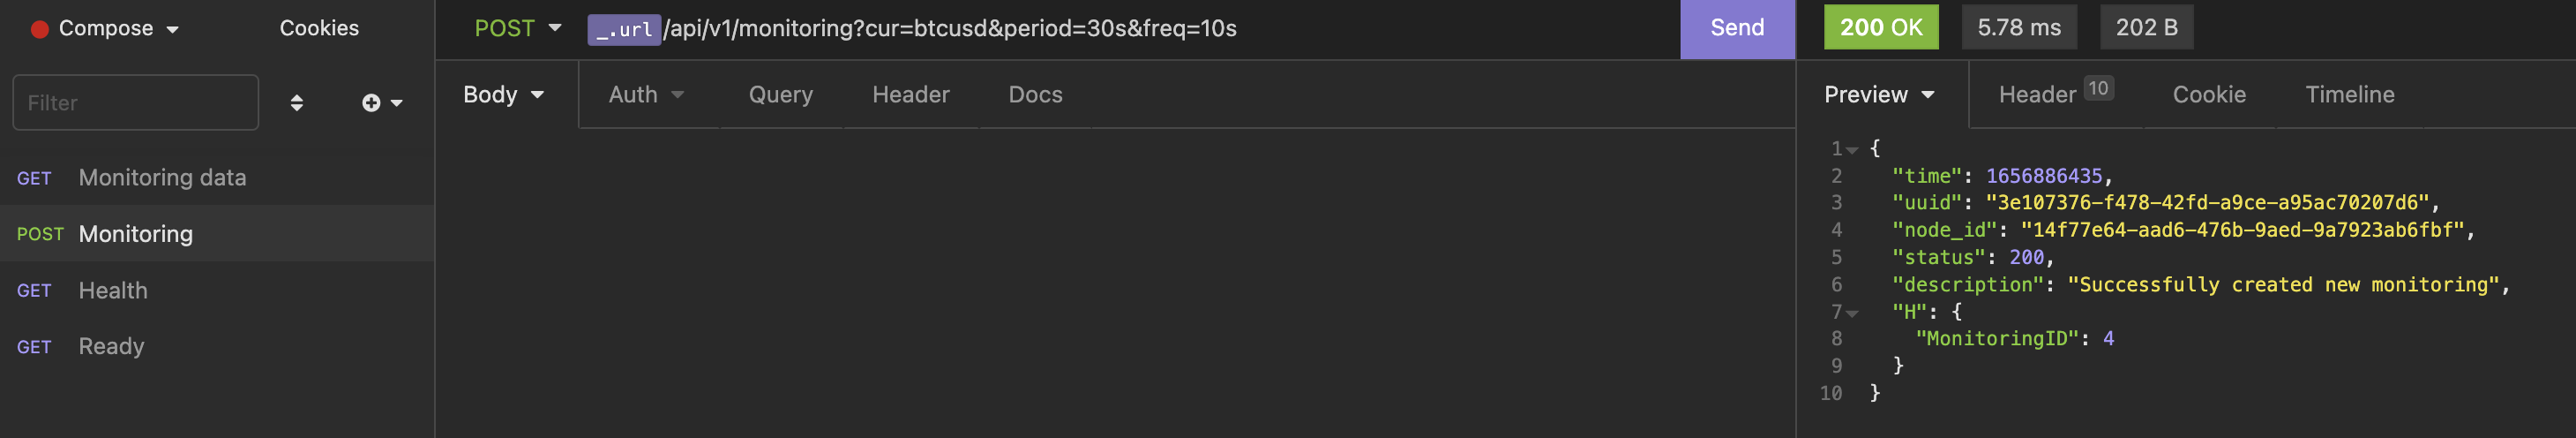 Compose
Cookies
Filter
GET Monitoring data
POST Monitoring
GET Health
GET Ready
POST _.url/api/v1/monitoring?cur=btcusd&period=30s&freq=10s
Send
Body Auth Query Header Docs
200 OK 5.78 ms 202 B
Preview Header 10 Cookie Timeline
1 {
2 "time": 1656886435,
3 "uuid": "3e107376-f478-42fd-a9ce-a95ac70207d6",
4 "node_id": "14f77e64-aad6-476b-9aed-9a7923ab6fbf",
5 "status": 200,
6 "description": "Successfully created new monitoring",
7 "H": {
8 "MonitoringID": 4
9 }
10 }